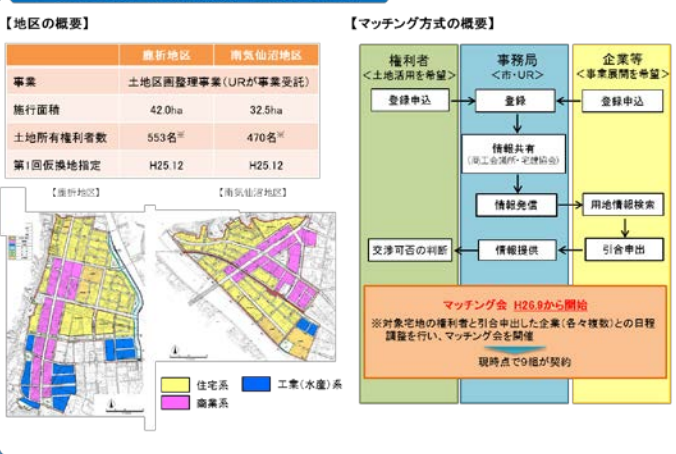 【地区の概要】
鹿折地区 南気仙沼地区
事業 土地区画整理事業(URが事業受託)
施行面積 42.0ha 32.5ha
土地所有権利者数 553名※ 470名※
第1回仮換地指定 H25.12 H25.12
【鹿折地区】 【南気仙沼地区】
住宅系 工業(水産)系
商業系
【マッチング方式の概要】
権利者 事務局 企業等
<土地活用を希望> <市・UR> <事業展開を希望>
登録申込 登録 登録申込
情報共有
(商工会議所・宅建協会)
情報発信 用地情報検索
交渉可否の判断 情報提供 引合申出
マッチング会 H26.9から開始
※対象宅地の権利者と引合申出した企業(各々複数)との日程
調整を行い、マッチング会を開催
現時点で9組が契約